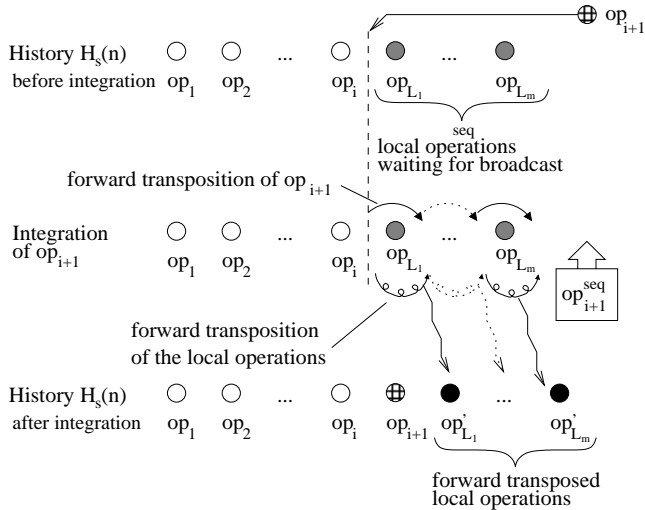 op_{i+1}
History H_s(n)
before integration
op_1 op_2 ... op_i op_{L_1} ... op_{L_m}
seq
local operations
waiting for broadcast
forward transposition of op_{i+1}
Integration
of op_{i+1}
op_1 op_2 ... op_i op_{L_1} ... op_{L_m}
op_{i+1}^{seq}
forward transposition
of the local operations
History H_s(n)
after integration
op_1 op_2 ... op_i op_{i+1} op'_{L_1} ... op'_{L_m}
forward transposed
local operations